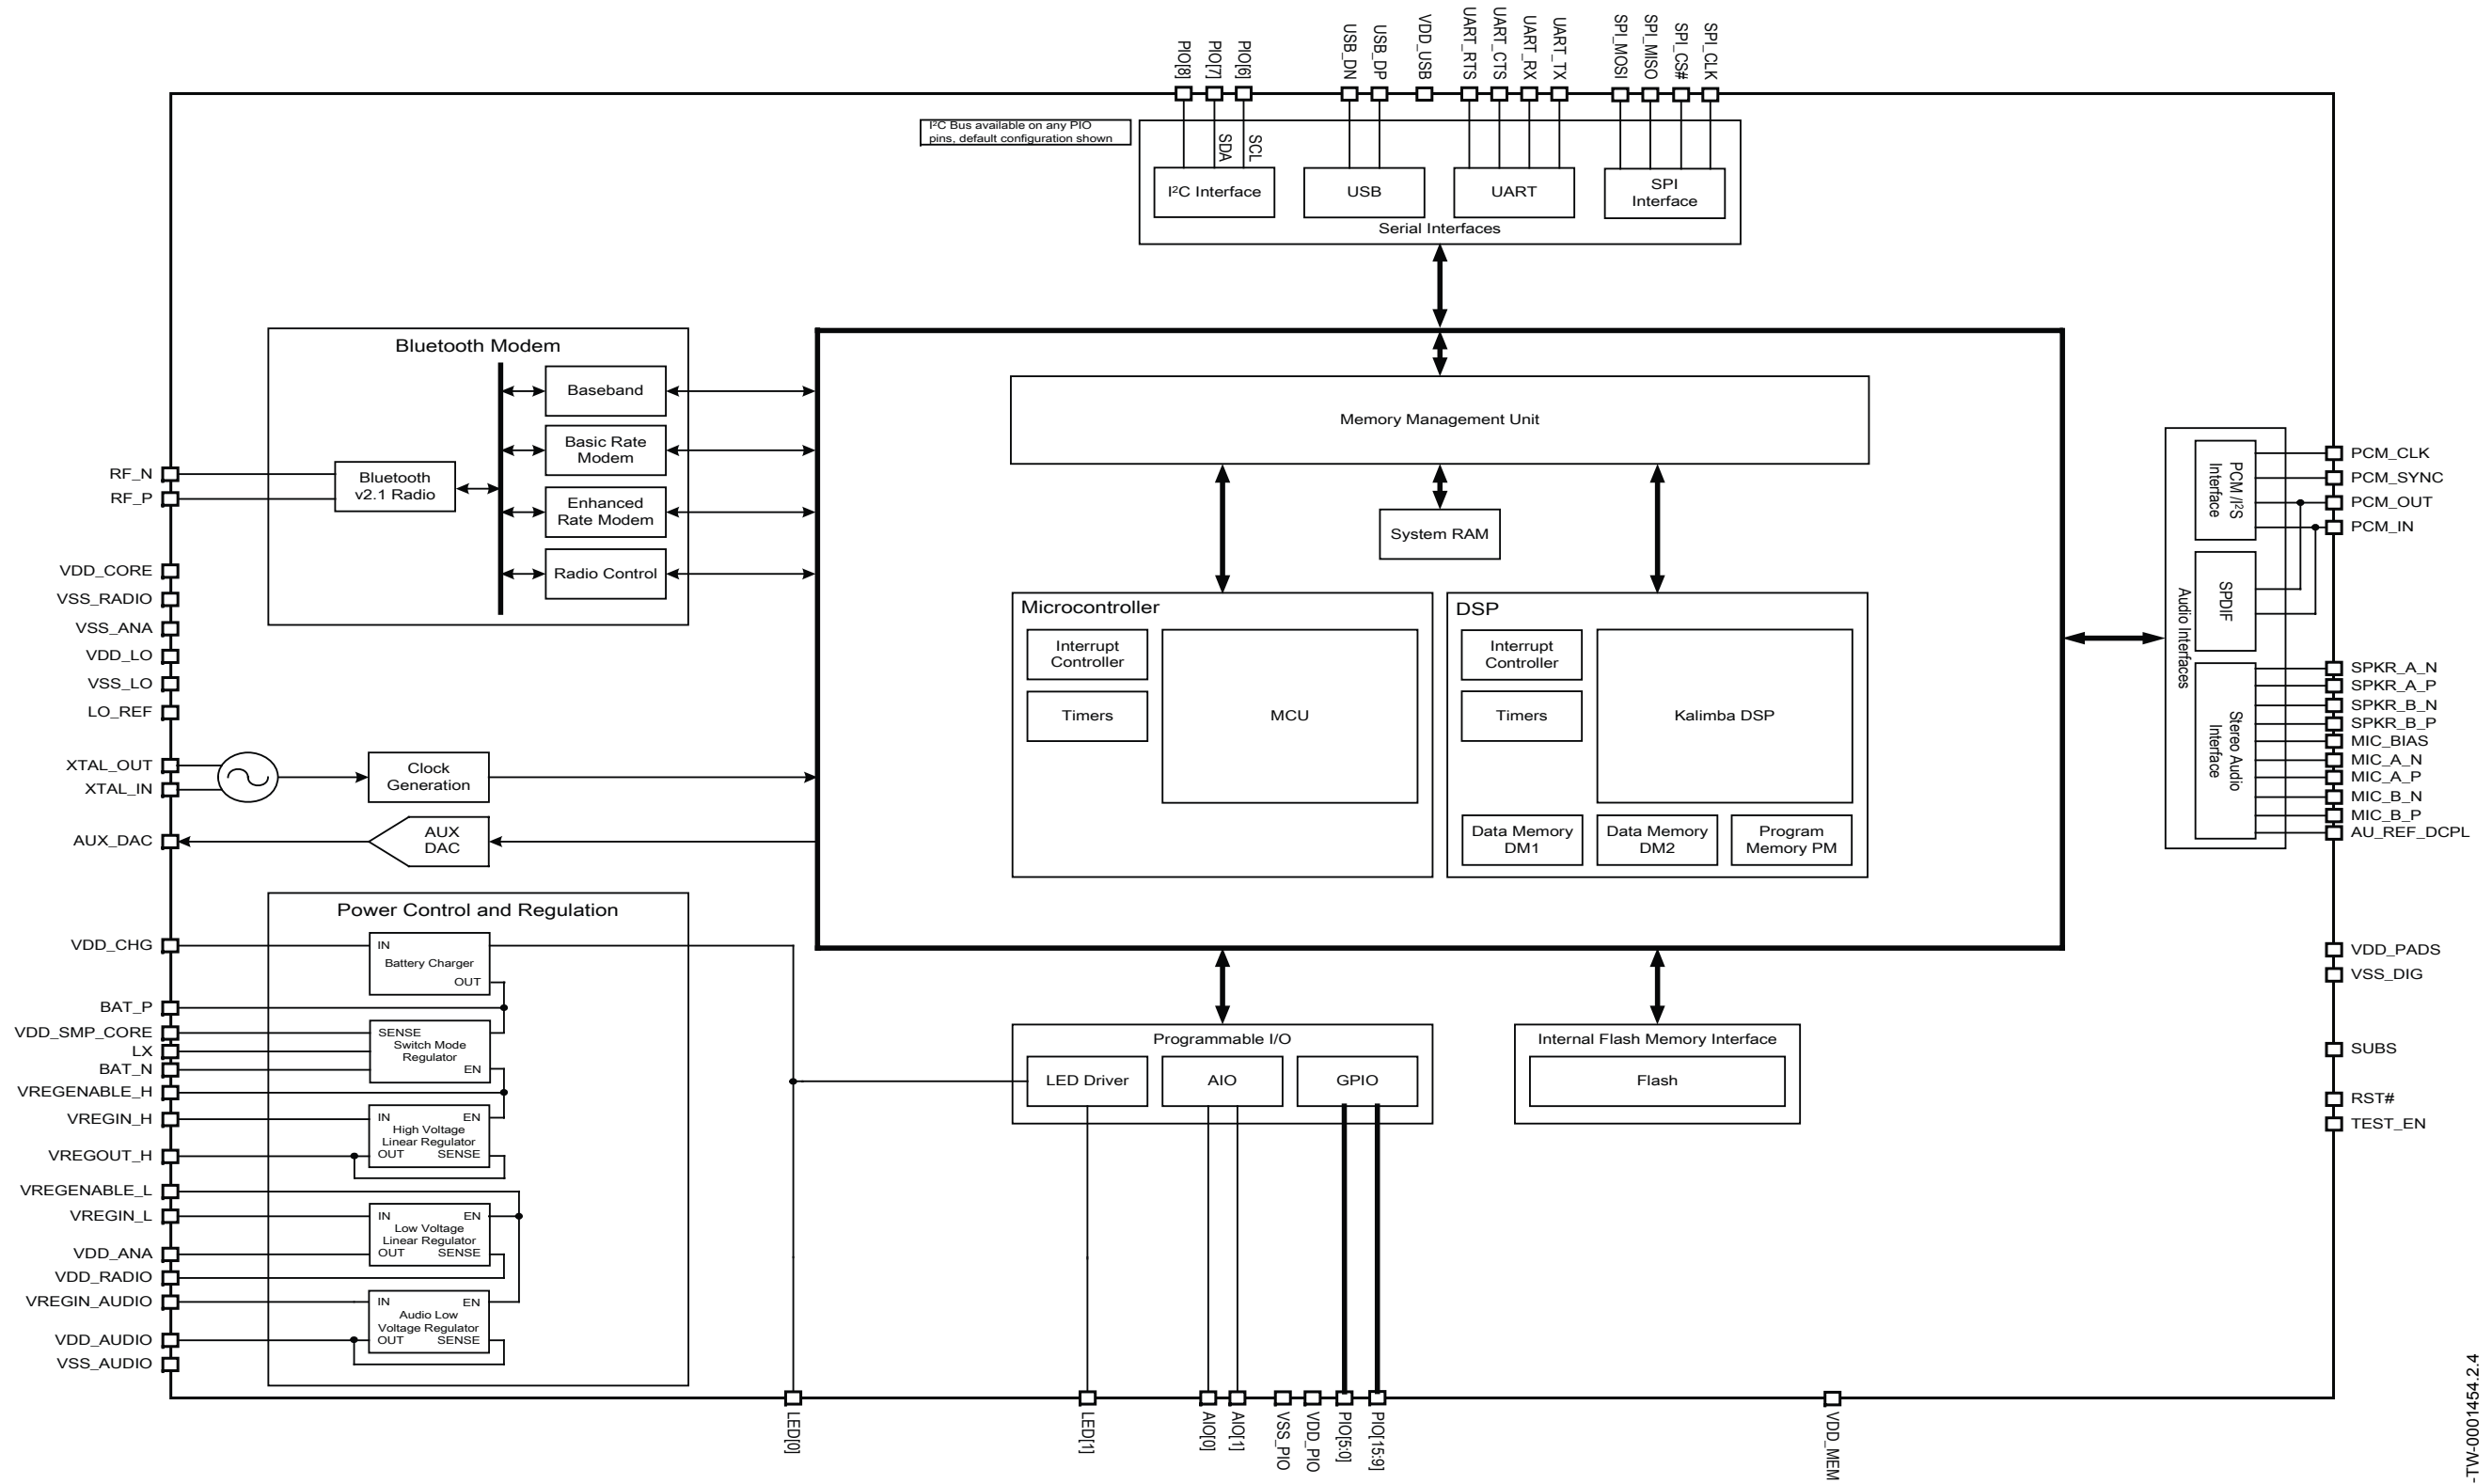 PIO[8]
PIO[7]
PIO[6]
USB_DN
USB_DP
VDD_USB
UART_RTS
UART_CTS
UART_RX
UART_TX
SPI_MOSI
SPI_MISO
SPI_CS#
SPI_CLK
I²C Bus available on any PIO
pins, default configuration shown
SDA
SCL
I²C Interface
USB
UART
SPI
Interface
Serial Interfaces
Bluetooth Modem
Baseband
Basic Rate
Modem
Enhanced
Rate Modem
Radio Control
Bluetooth
v2.1 Radio
RF_N
RF_P
VDD_CORE
VSS_RADIO
VSS_ANA
VDD_LO
VSS_LO
LO_REF
XTAL_OUT
XTAL_IN
Clock
Generation
AUX_DAC
AUX
DAC
Memory Management Unit
System RAM
Microcontroller
Interrupt
Controller
Timers
MCU
DSP
Interrupt
Controller
Timers
Kalimba DSP
Data Memory
DM1
Data Memory
DM2
Program
Memory PM
PCM /I²S
Interface
SPDIF
Stereo Audio
Interface
Audio Interfaces
PCM_CLK
PCM_SYNC
PCM_OUT
PCM_IN
SPKR_A_N
SPKR_A_P
SPKR_B_N
SPKR_B_P
MIC_BIAS
MIC_A_N
MIC_A_P
MIC_B_N
MIC_B_P
AU_REF_DCPL
VDD_PADS
VSS_DIG
SUBS
RST#
TEST_EN
Power Control and Regulation
VDD_CHG
BAT_P
VDD_SMP_CORE
LX
BAT_N
VREGENABLE_H
VREGIN_H
VREGOUT_H
VREGENABLE_L
VREGIN_L
VDD_ANA
VDD_RADIO
VREGIN_AUDIO
VDD_AUDIO
VSS_AUDIO
IN
Battery Charger
OUT
SENSE
Switch Mode
Regulator
EN
IN EN
High Voltage
Linear Regulator
OUT SENSE
IN EN
Low Voltage
Linear Regulator
OUT SENSE
IN EN
Audio Low
Voltage Regulator
OUT SENSE
Programmable I/O
LED Driver
AIO
GPIO
Internal Flash Memory Interface
Flash
LED[0]
LED[1]
AIO[0]
AIO[1]
VSS_PIO
VDD_PIO
PIO[5:0]
PIO[15:9]
VDD_MEM
-TW-0001454.2.4